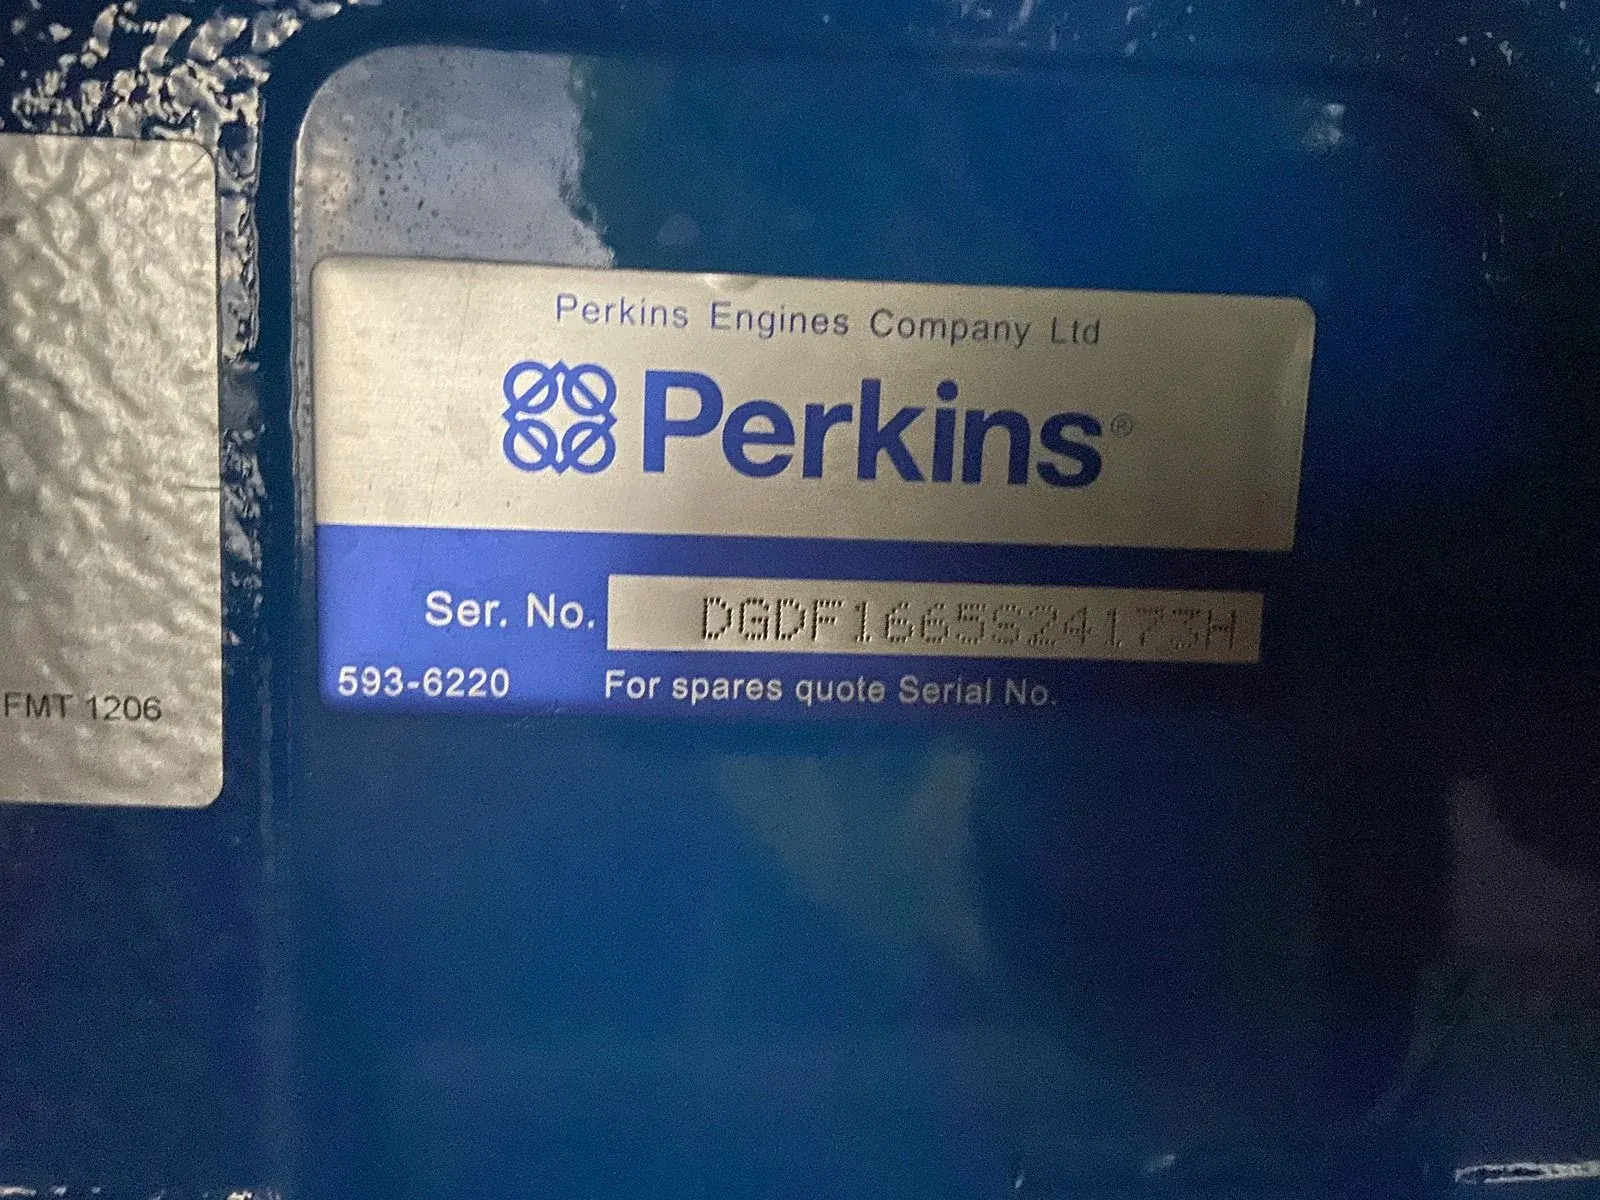 Perkins Engines Company Ltd
Perkins®
Ser. No. DGDF1665S24173H
593-6220 For spares quote Serial No.
FMT 1206